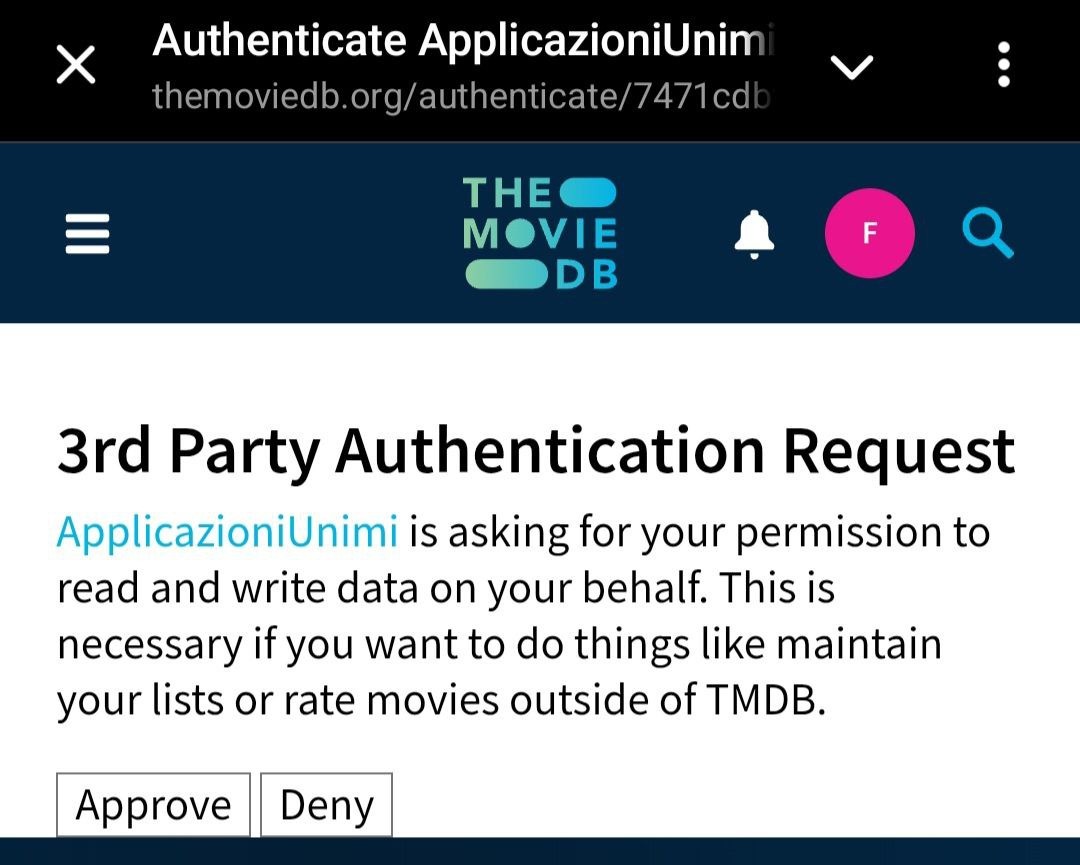 Authenticate ApplicazioniUnimi
themoviedb.org/authenticate/7471cdb
THE
MOVIE
DB
F
3rd Party Authentication Request
ApplicazioniUnimi is asking for your permission to
read and write data on your behalf. This is
necessary if you want to do things like maintain
your lists or rate movies outside of TMDB.
Approve Deny